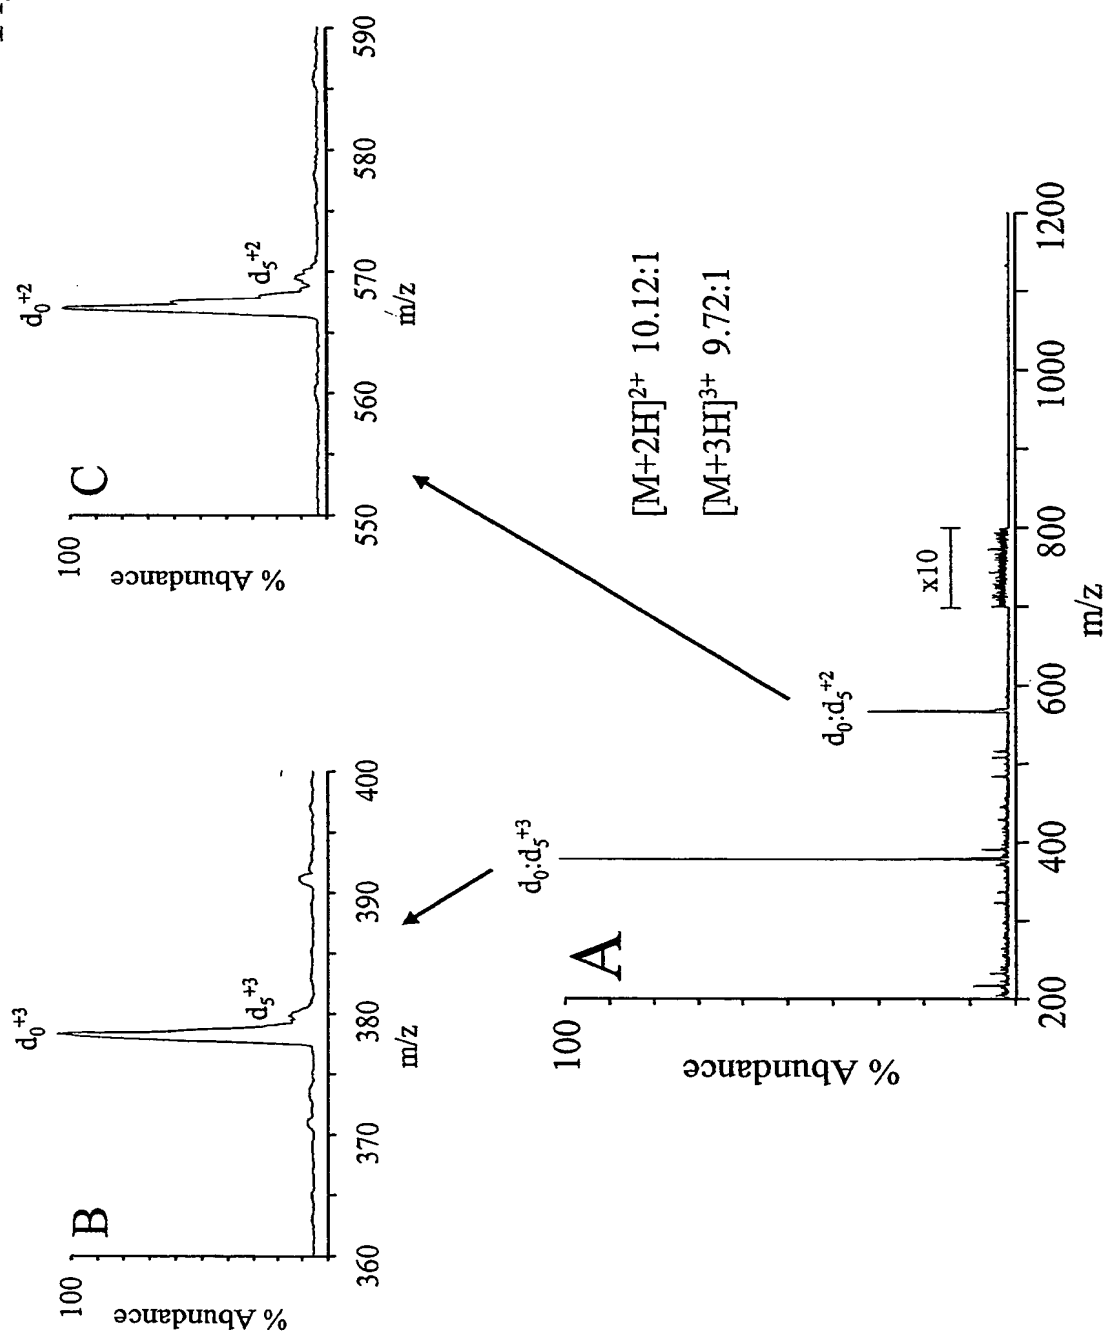 B
100
% Abundance
d₀⁺³
d₅⁺³
360
370
380
390
400
m/z
C
100
% Abundance
d₀⁺²
d₅⁺²
550
560
570
580
590
m/z
A
100
% Abundance
d₀:d₅⁺³
d₀:d₅⁺²
x10
[M+2H]²⁺ 10.12:1
[M+3H]³⁺ 9.72:1
200
400
600
800
1000
1200
m/z